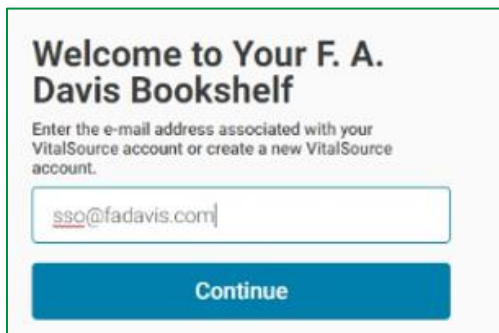 Welcome to Your F. A.
Davis Bookshelf
Enter the e-mail address associated with your
VitalSource account or create a new VitalSource
account.
sso@fadavis.com
Continue